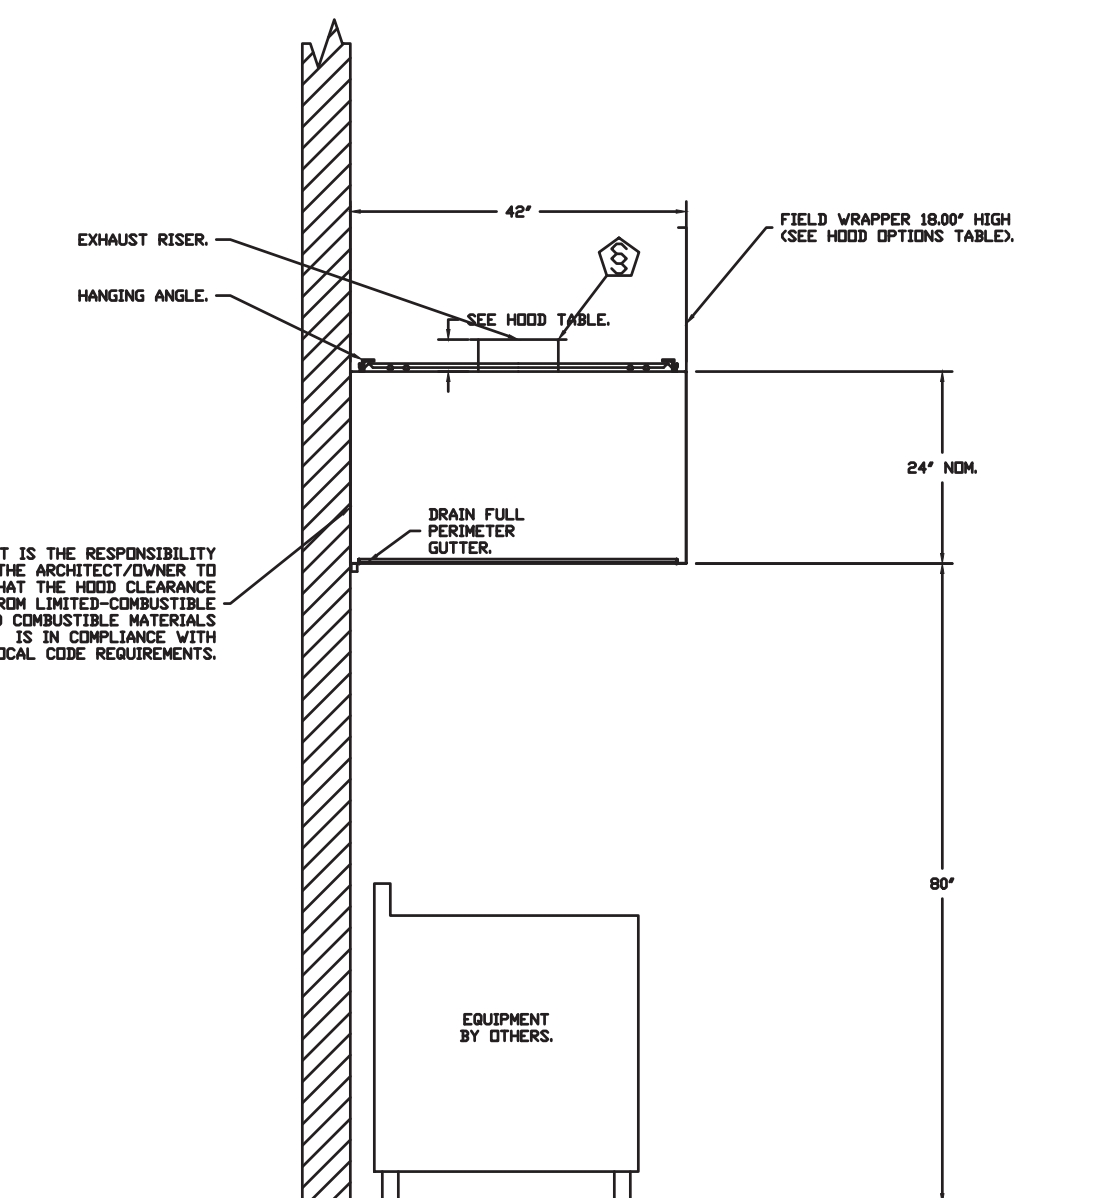 42"
FIELD WRAPPER 18.00" HIGH
(SEE HOOD OPTIONS TABLE).
EXHAUST RISER.
HANGING ANGLE.
SEE HOOD TABLE.
24" NOM.
DRAIN FULL
PERIMETER
GUTTER.
IS THE RESPONSIBILITY
THE ARCHITECT/OWNER TO
THE HOOD CLEARANCE
LIMITED-COMBUSTIBLE
COMBUSTIBLE MATERIALS
IS IN COMPLIANCE WITH
CODE REQUIREMENTS.
80"
EQUIPMENT
BY OTHERS.